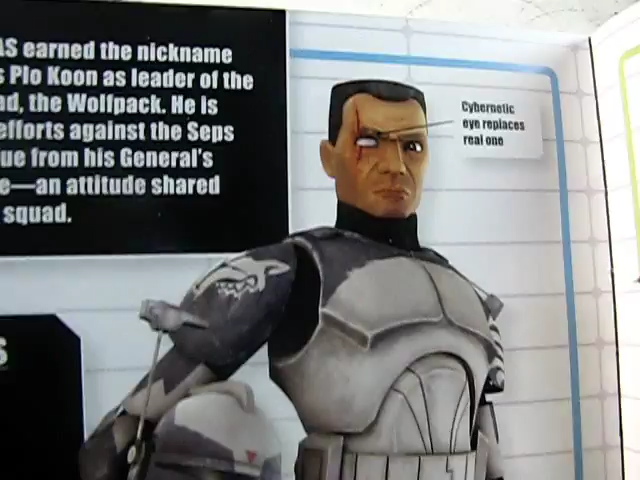 AS earned the nickname
s Plo Koon as leader of the
ad, the Wolfpack. He is
efforts against the Seps
ue from his General's
e—an attitude shared
squad.
Cybernetic
eye replaces
real one
S